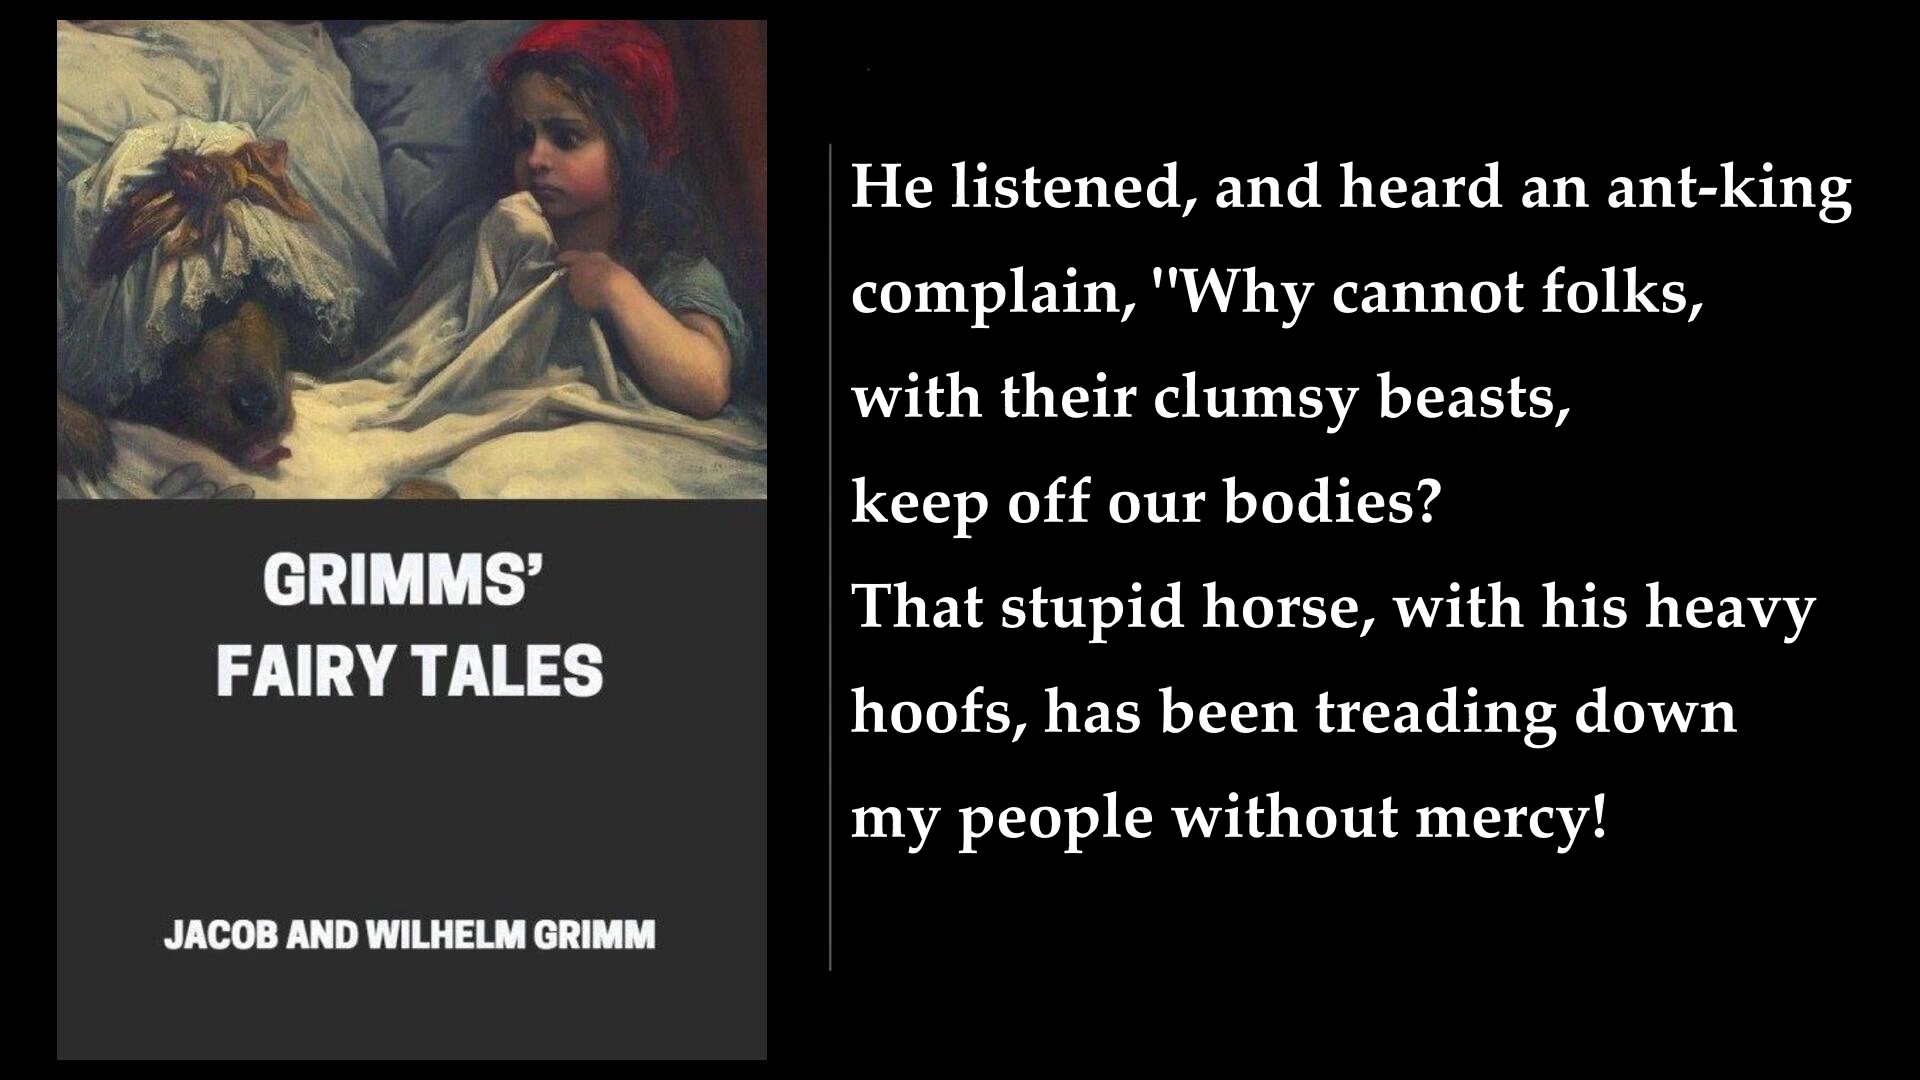 GRIMMS’
FAIRY TALES
JACOB AND WILHELM GRIMM
He listened, and heard an ant-king
complain, "Why cannot folks,
with their clumsy beasts,
keep off our bodies?
That stupid horse, with his heavy
hoofs, has been treading down
my people without mercy!